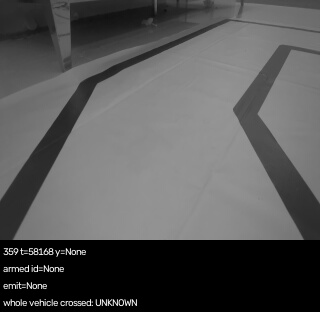 359 t=58168 y=None
armed id=None
emit=None
whole vehicle crossed: UNKNOWN